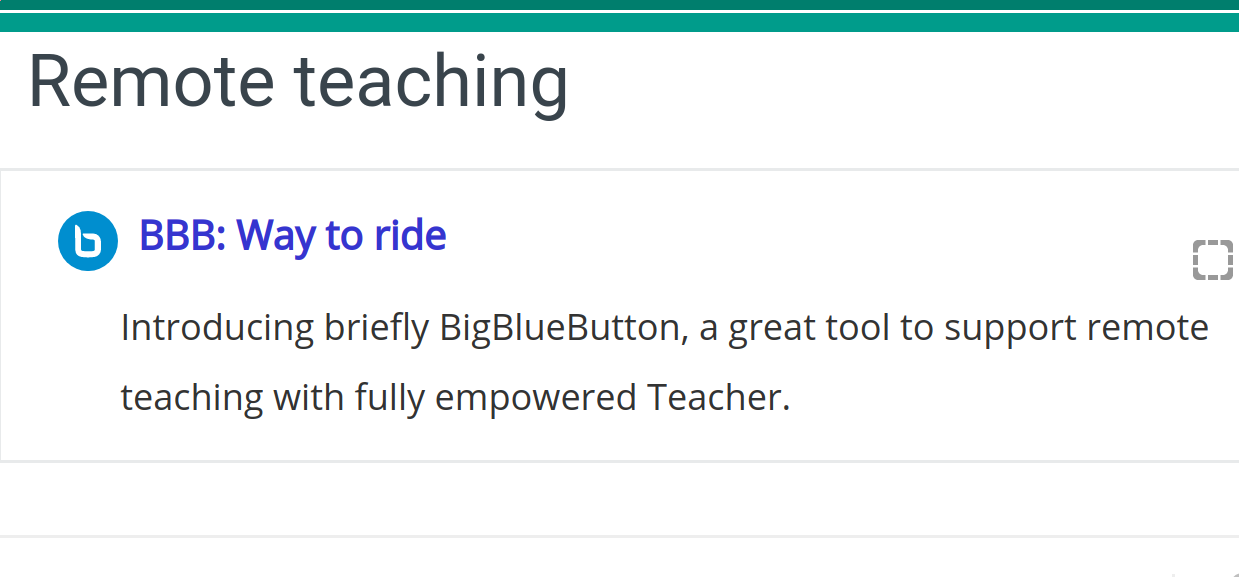 Remote teaching
BBB: Way to ride
Introducing briefly BigBlueButton, a great tool to support remote
teaching with fully empowered Teacher.